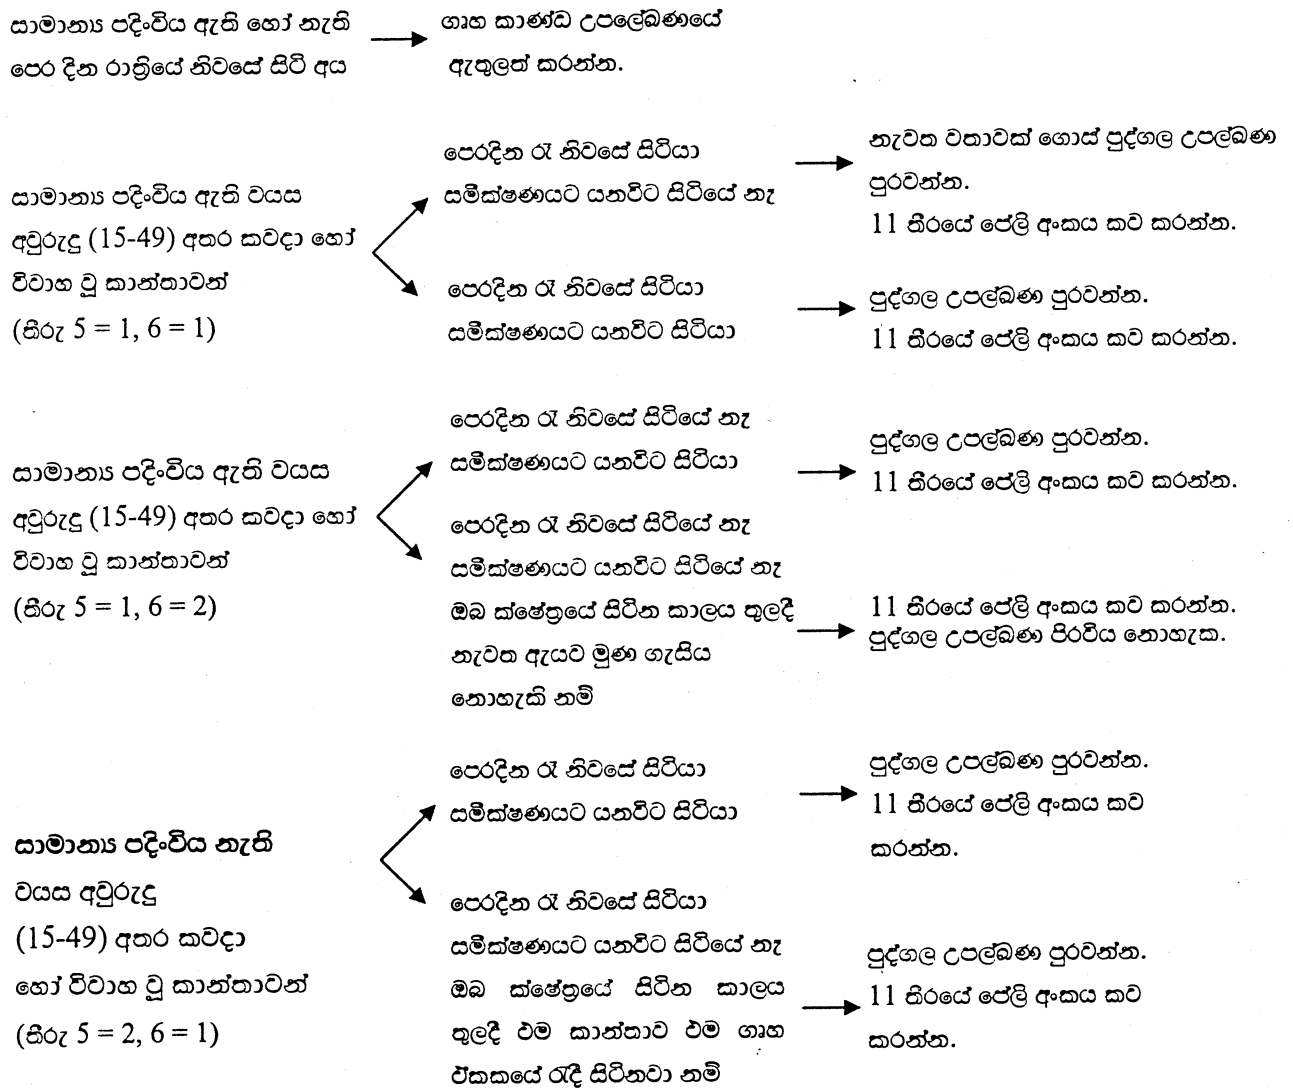 සාමාන්‍ය පදිංවිය ඇති හෝ නැති
පෙර දින රාත්‍රියේ නිවසේ සිටි අය
ගෘහ කාණ්ඩ උපලේඛණයේ
ඇතුලත් කරන්න.
සාමාන්‍ය පදිංවිය ඇති වයස
අවුරුදු (15-49) අතර කවදා හෝ
විවාහ වූ කාන්තාවන්
(තීරු 5 = 1, 6 = 1)
පෙරදින රෑ නිවසේ සිටියා
සමීක්ෂණයට යනවිට සිටියේ නැ
නැවත වතාවක් ගොස් පුද්ගල උපල්ඛණ
පුරවන්න.
11 තීරයේ පේලි අංකය කව කරන්න.
පෙරදින රෑ නිවසේ සිටියා
සමීක්ෂණයට යනවිට සිටියා
පුද්ගල උපල්ඛණ පුරවන්න.
11 තීරයේ පේලි අංකය කව කරන්න.
සාමාන්‍ය පදිංවිය ඇති වයස
අවුරුදු (15-49) අතර කවදා හෝ
විවාහ වූ කාන්තාවන්
(තීරු 5 = 1, 6 = 2)
පෙරදින රෑ නිවසේ සිටියේ නෑ
සමීක්ෂණයට යනවිට සිටියා
පුද්ගල උපල්ඛණ පුරවන්න.
11 තීරයේ පේලි අංකය කව කරන්න.
පෙරදින රෑ නිවසේ සිටියේ නෑ
සමීක්ෂණයට යනවිට සිටියේ නෑ
ඔබ ක්ෂේත්‍රයේ සිටින කාලය තුලදී
නැවත ඇයව මුණ ගැසිය
නොහැකි නම්
11 තීරයේ පේලි අංකය කව කරන්න.
පුද්ගල උපල්ඛණ පිරවිය නොහැක.
සාමාන්‍ය පදිංවිය නැති
වයස අවුරුදු
(15-49) අතර කවදා
හෝ විවාහ වූ කාන්තාවන්
(තීරු 5 = 2, 6 = 1)
පෙරදින රෑ නිවසේ සිටියා
සමීක්ෂණයට යනවිට සිටියා
පුද්ගල උපල්ඛණ පුරවන්න.
11 තීරයේ පේලි අංකය කව
කරන්න.
පෙරදින රෑ නිවසේ සිටියා
සමීක්ෂණයට යනවිට සිටියේ නෑ
ඔබ ක්ෂේත්‍රයේ සිටින කාලය
තුලදී එම කාන්තාව එම ගෘහ
ඒකකයේ රැදී සිටිනවා නම්
පුද්ගල උපල්ඛණ පුරවන්න.
11 තිරයේ පේලි අංකය කව
කරන්න.